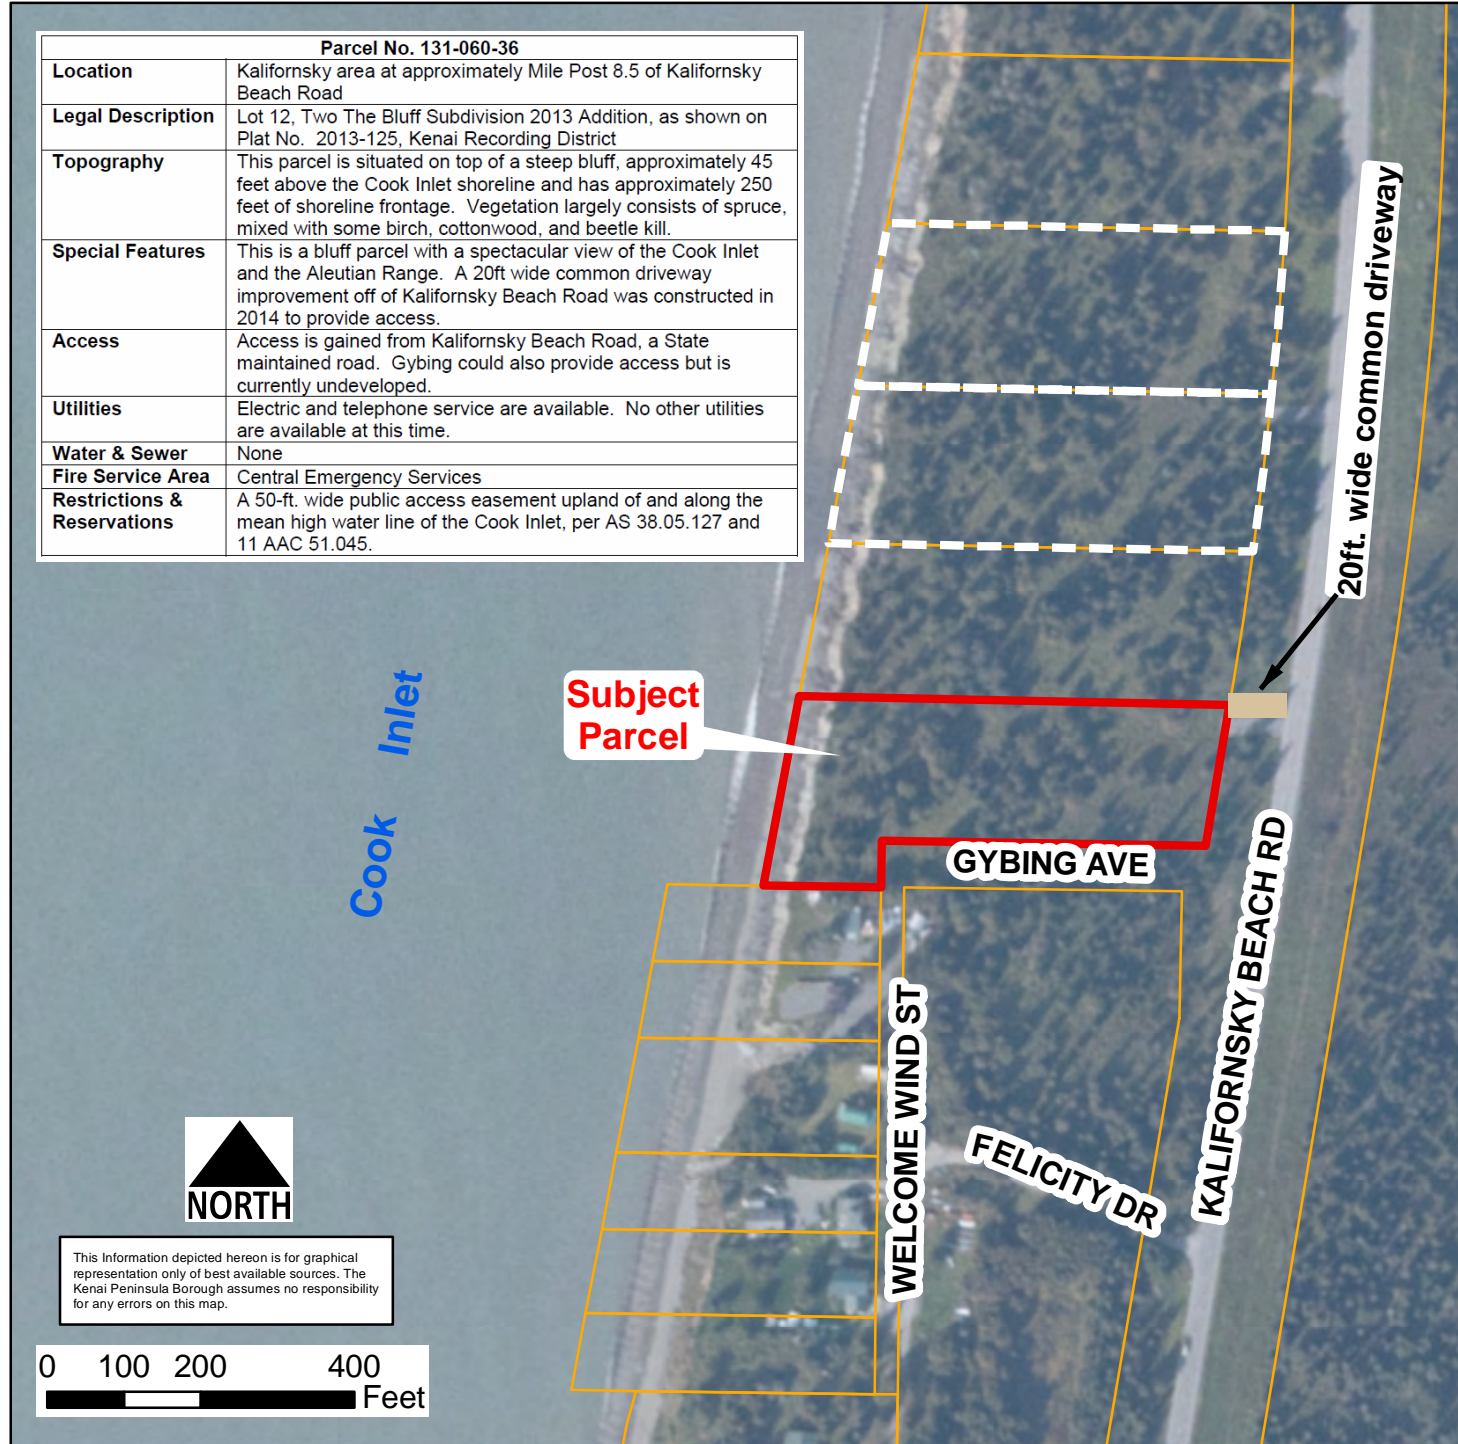 Parcel No. 131-060-36
Location
Kalifornsky area at approximately Mile Post 8.5 of Kalifornsky
Beach Road
Legal Description
Lot 12, Two The Bluff Subdivision 2013 Addition, as shown on
Plat No. 2013-125, Kenai Recording District
Topography
This parcel is situated on top of a steep bluff, approximately 45
feet above the Cook Inlet shoreline and has approximately 250
feet of shoreline frontage. Vegetation largely consists of spruce,
mixed with some birch, cottonwood, and beetle kill.
Special Features
This is a bluff parcel with a spectacular view of the Cook Inlet
and the Aleutian Range. A 20ft wide common driveway
improvement off of Kalifornsky Beach Road was constructed in
2014 to provide access.
Access
Access is gained from Kalifornsky Beach Road, a State
maintained road. Gybing could also provide access but is
currently undeveloped.
Utilities
Electric and telephone service are available. No other utilities
are available at this time.
Water & Sewer
None
Fire Service Area
Central Emergency Services
Restrictions &
Reservations
A 50-ft. wide public access easement upland of and along the
mean high water line of the Cook Inlet, per AS 38.05.127 and
11 AAC 51.045.
20ft. wide common driveway
Subject
Parcel
Cook Inlet
GYBING AVE
KALIFORNSKY BEACH RD
WELCOME WIND ST
FELICITY DR
NORTH
This Information depicted hereon is for graphical
representation only of best available sources. The
Kenai Peninsula Borough assumes no responsibility
for any errors on this map.
0 100 200 400
Feet